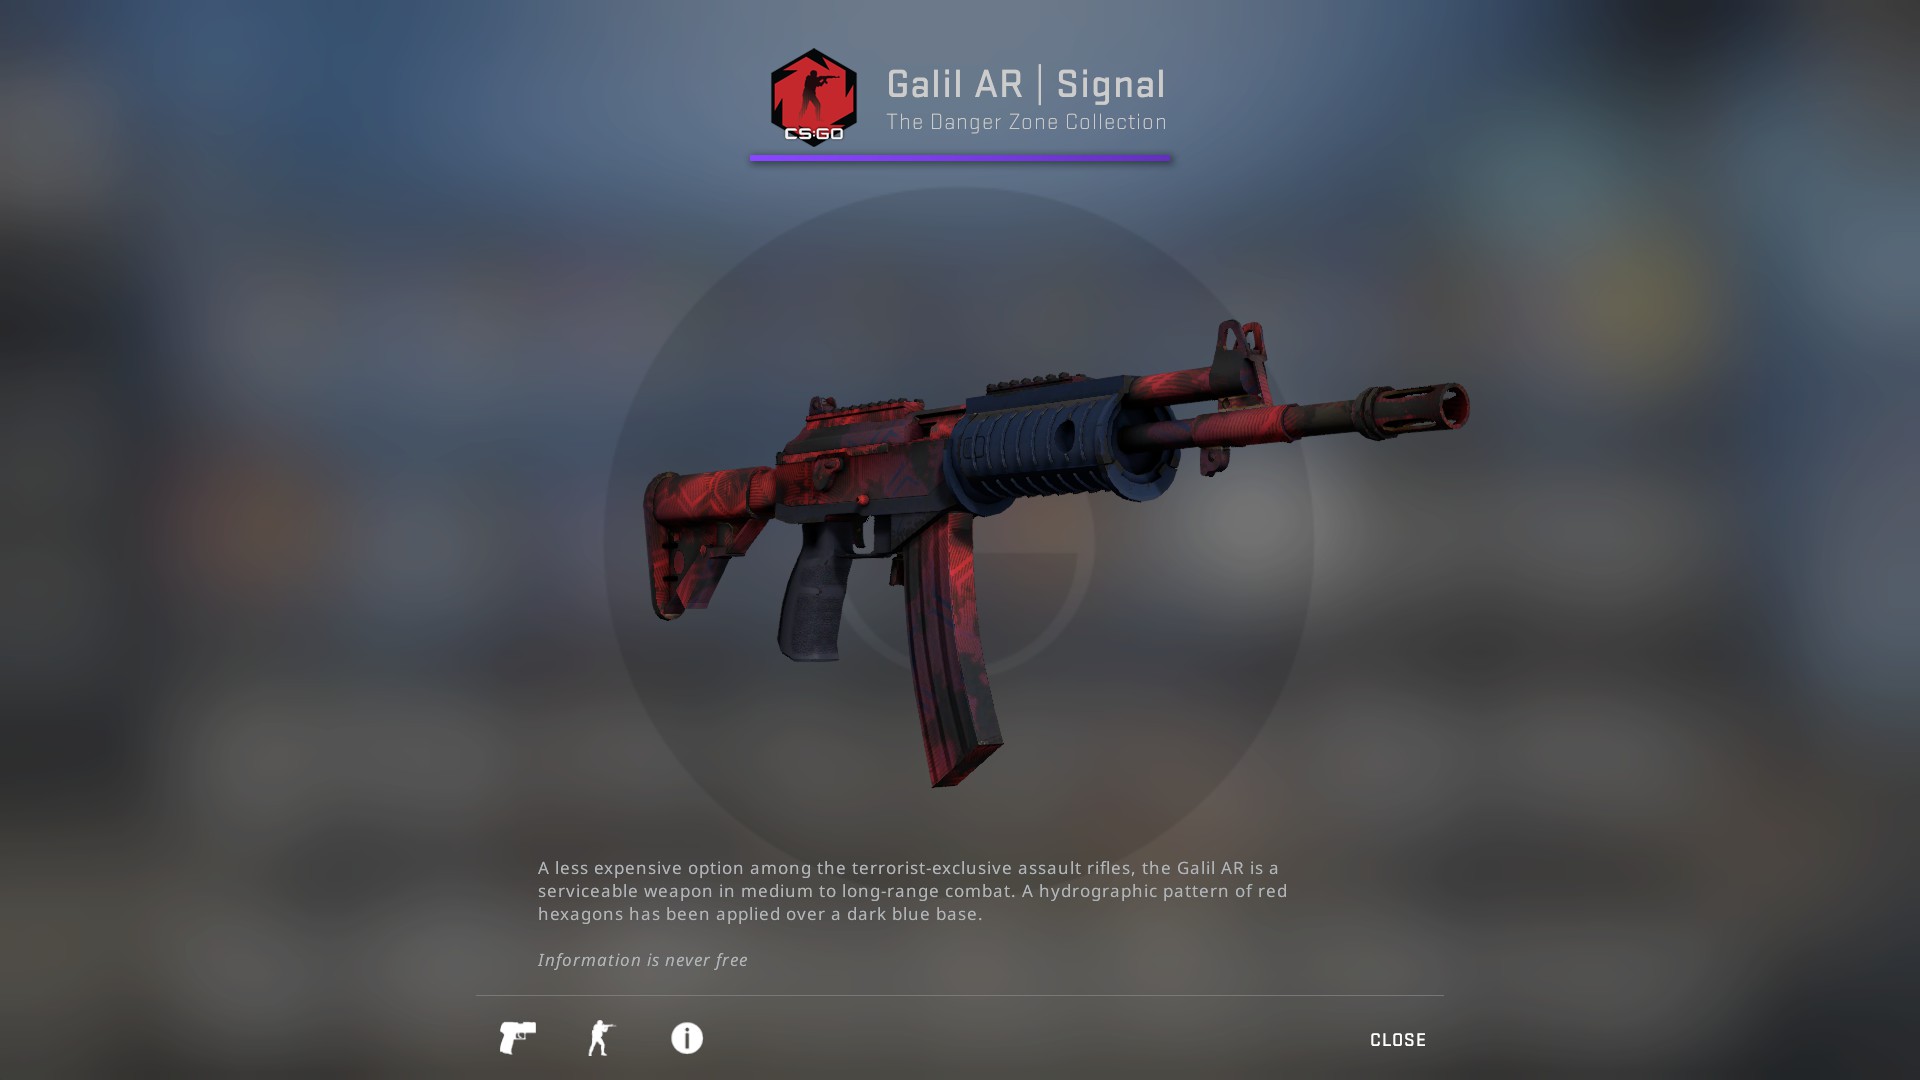 CS:GO
Galil AR | Signal
The Danger Zone Collection
A less expensive option among the terrorist-exclusive assault rifles, the Galil AR is a
serviceable weapon in medium to long-range combat. A hydrographic pattern of red
hexagons has been applied over a dark blue base.
Information is never free
CLOSE